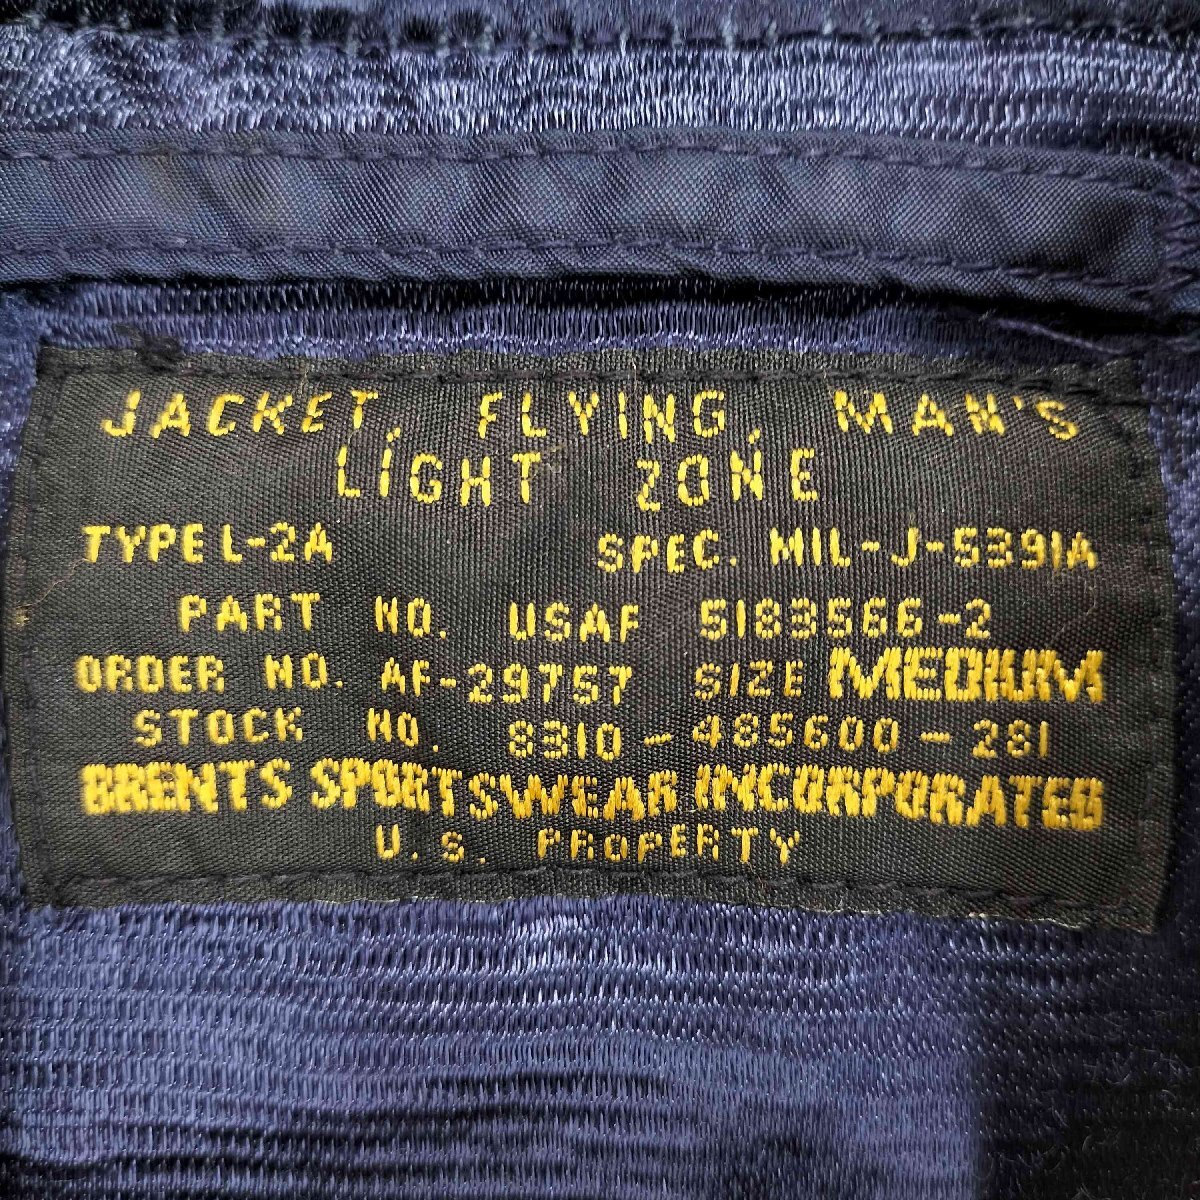 JACKET, FLYING, MAN'S
LIGHT ZONE
TYPE L-2A SPEC. MIL-J-5391A
PART NO. USAF 5183566-2
ORDER NO. AF-29757 SIZE MEDIUM
STOCK NO. 8310-485600-281
BRENTS SPORTSWEAR INCORPORATED
U.S. PROPERTY